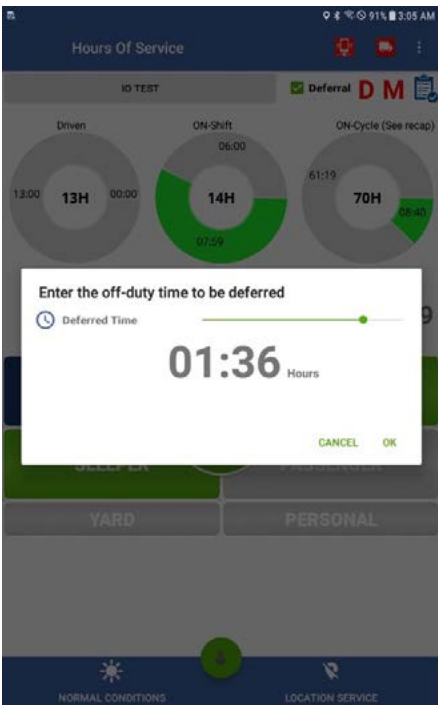 91% 3:05 AM
Hours Of Service
IO TEST
Deferral D M
Driven ON-Shift ON-Cycle (See recap)
06:00
61:19
13:00 13H 00:00 14H 70H
08:40
07:59
Enter the off-duty time to be deferred
9
Deferred Time
01:36 Hours
CANCEL OK
SLEEPER PASSENGER
YARD PERSONAL
NORMAL CONDITIONS LOCATION SERVICE